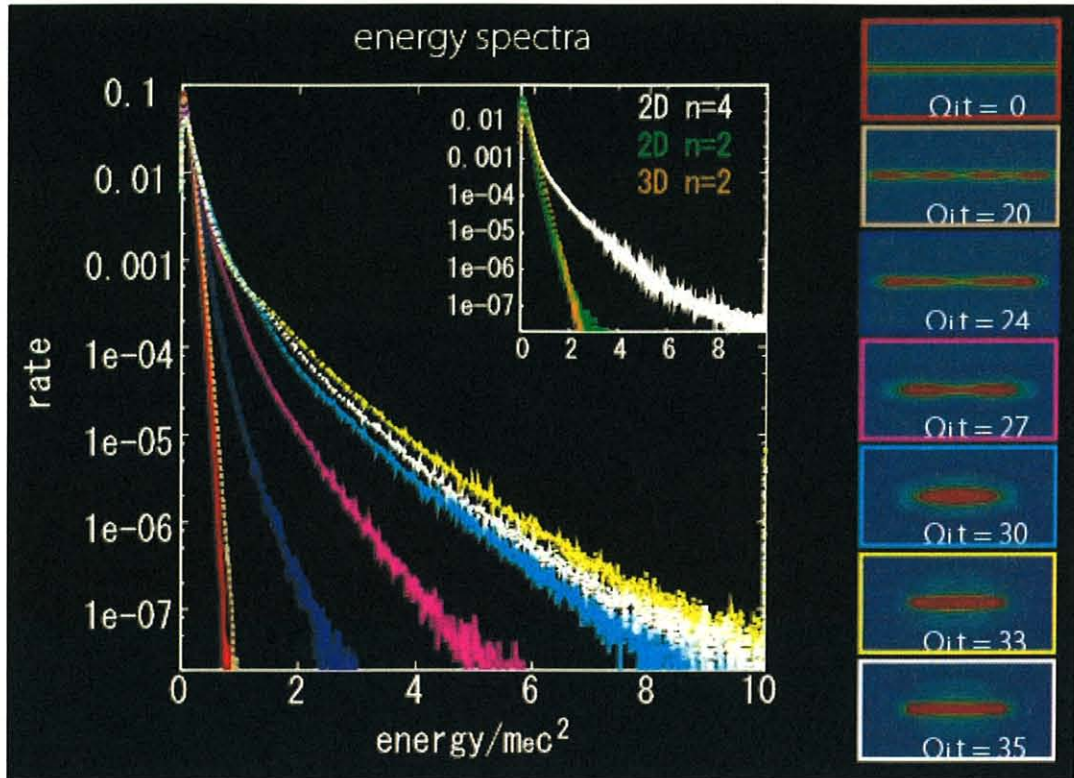 energy spectra
0.1
0.01
0.001
1e-04
1e-05
1e-06
1e-07
rate
0
2
4
6
8
10
energy/mec²
0.01
0.001
1e-04
1e-05
1e-06
1e-07
0
2
4
6
8
2D n=4
2D n=2
3D n=2
Ωit = 0
Ωit = 20
Ωit = 24
Ωit = 27
Ωit = 30
Ωit = 33
Ωit = 35